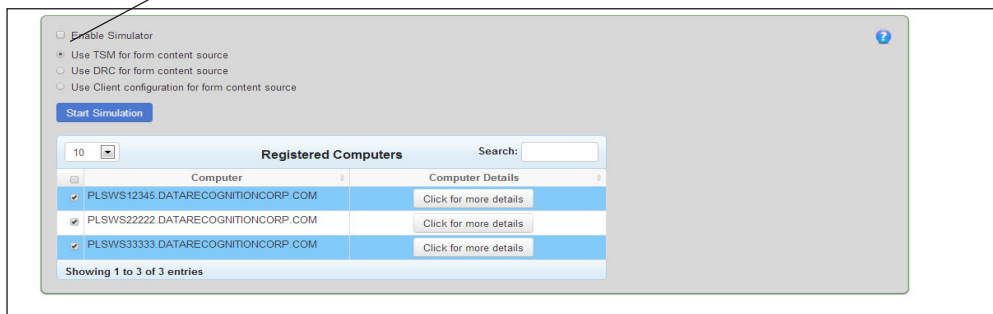 Enable Simulator
Use TSM for form content source
Use DRC for form content source
Use Client configuration for form content source
Start Simulation
10 Registered Computers Search:
Computer Computer Details
PLSWS12345.DATARECOGNITIONCORP.COM Click for more details
PLSWS22222.DATARECOGNITIONCORP.COM Click for more details
PLSWS33333.DATARECOGNITIONCORP.COM Click for more details
Showing 1 to 3 of 3 entries